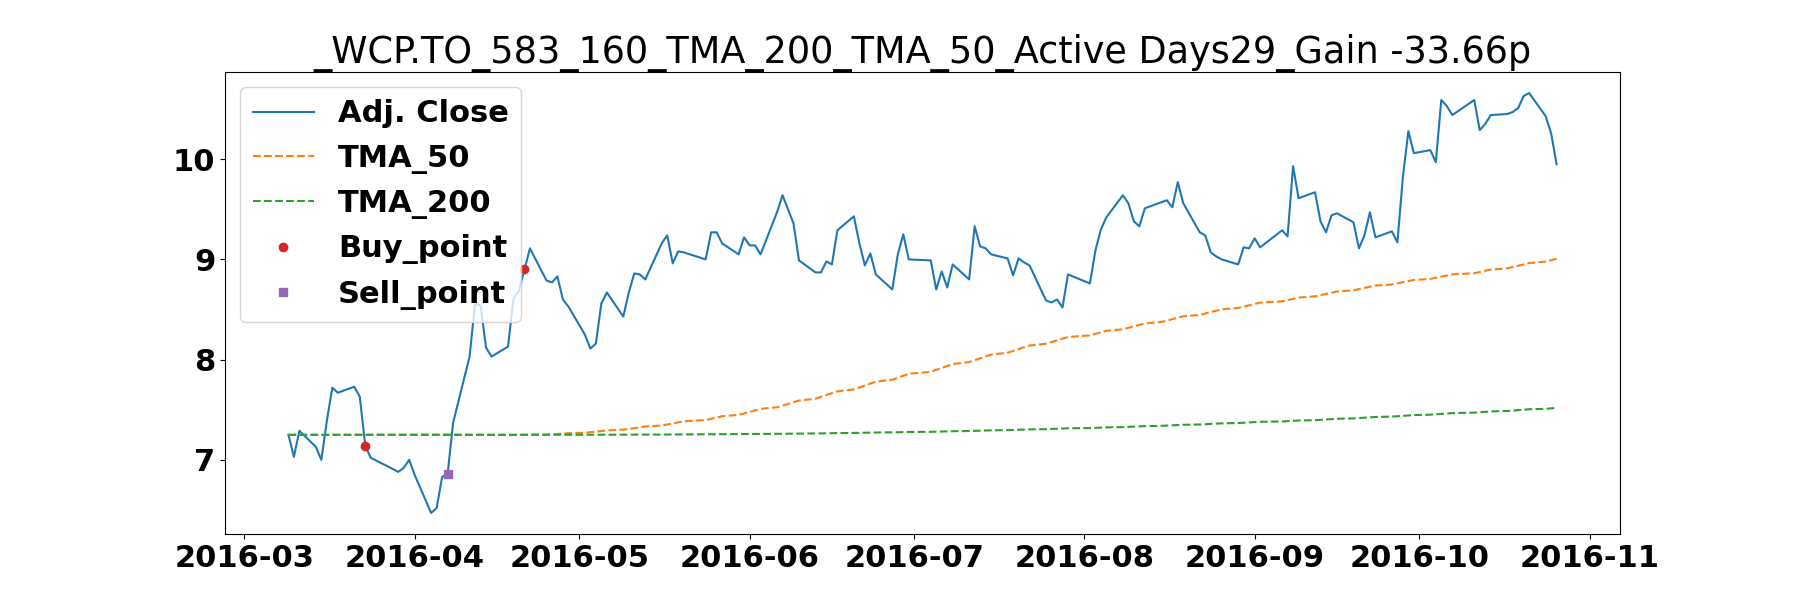 _WCP.TO_583_160_TMA_200_TMA_50_Active Days29_Gain -33.66p
Adj. Close
TMA_50
TMA_200
Buy_point
Sell_point
10
9
8
7
2016-03 2016-04 2016-05 2016-06 2016-07 2016-08 2016-09 2016-10 2016-11